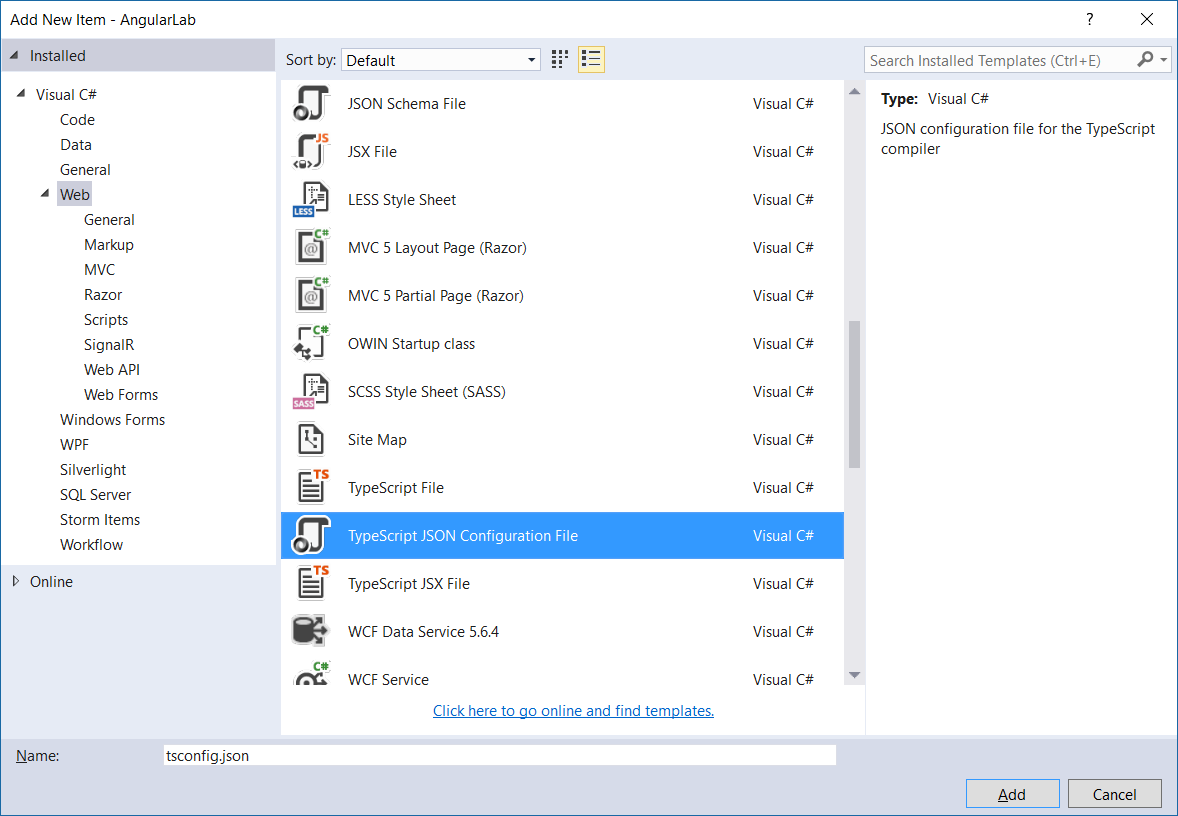 Add New Item - AngularLab ?
Installed
Visual C#
Code
Data
General
Web
General
Markup
MVC
Razor
Scripts
SignalR
Web API
Web Forms
Windows Forms
WPF
Silverlight
SQL Server
Storm Items
Workflow
Online
Sort by: Default
Search Installed Templates (Ctrl+E)
JSON Schema File Visual C#
JS
JSX File Visual C#
LESS
LESS Style Sheet Visual C#
C# @
MVC 5 Layout Page (Razor) Visual C#
C# @
MVC 5 Partial Page (Razor) Visual C#
C#
OWIN Startup class Visual C#
SASS
SCSS Style Sheet (SASS) Visual C#
Site Map Visual C#
TS
TypeScript File Visual C#
TypeScript JSON Configuration File Visual C#
TS
TypeScript JSX File Visual C#
WCF Data Service 5.6.4 Visual C#
C#
WCF Service Visual C#
Click here to go online and find templates.
Type: Visual C#
JSON configuration file for the TypeScript
compiler
Name: tsconfig.json
Add Cancel